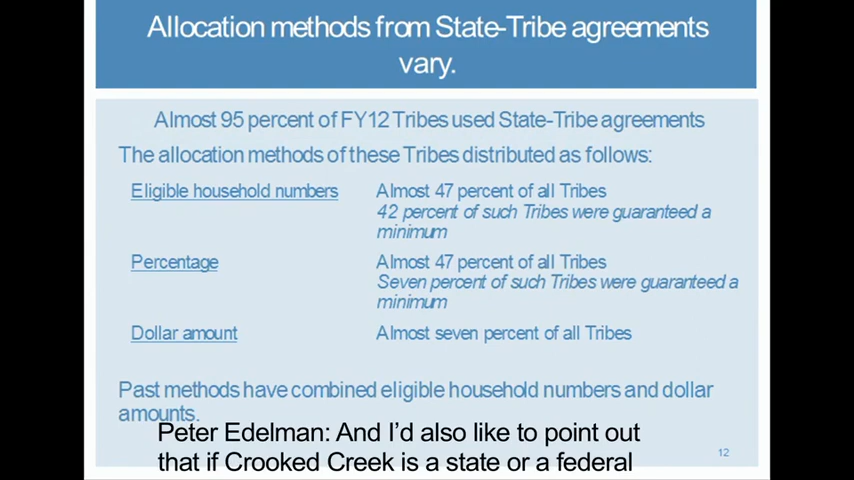 Allocation methods from State-Tribe agreements
vary.
Almost 95 percent of FY12 Tribes used State-Tribe agreements
The allocation methods of these Tribes distributed as follows:
Eligible household numbers Almost 47 percent of all Tribes
42 percent of such Tribes were guaranteed a
minimum
Percentage Almost 47 percent of all Tribes
Seven percent of such Tribes were guaranteed a
minimum
Dollar amount Almost seven percent of all Tribes
Past methods have combined eligible household numbers and dollar
amounts.
Peter Edelman: And I'd also like to point out
that if Crooked Creek is a state or a federal
12